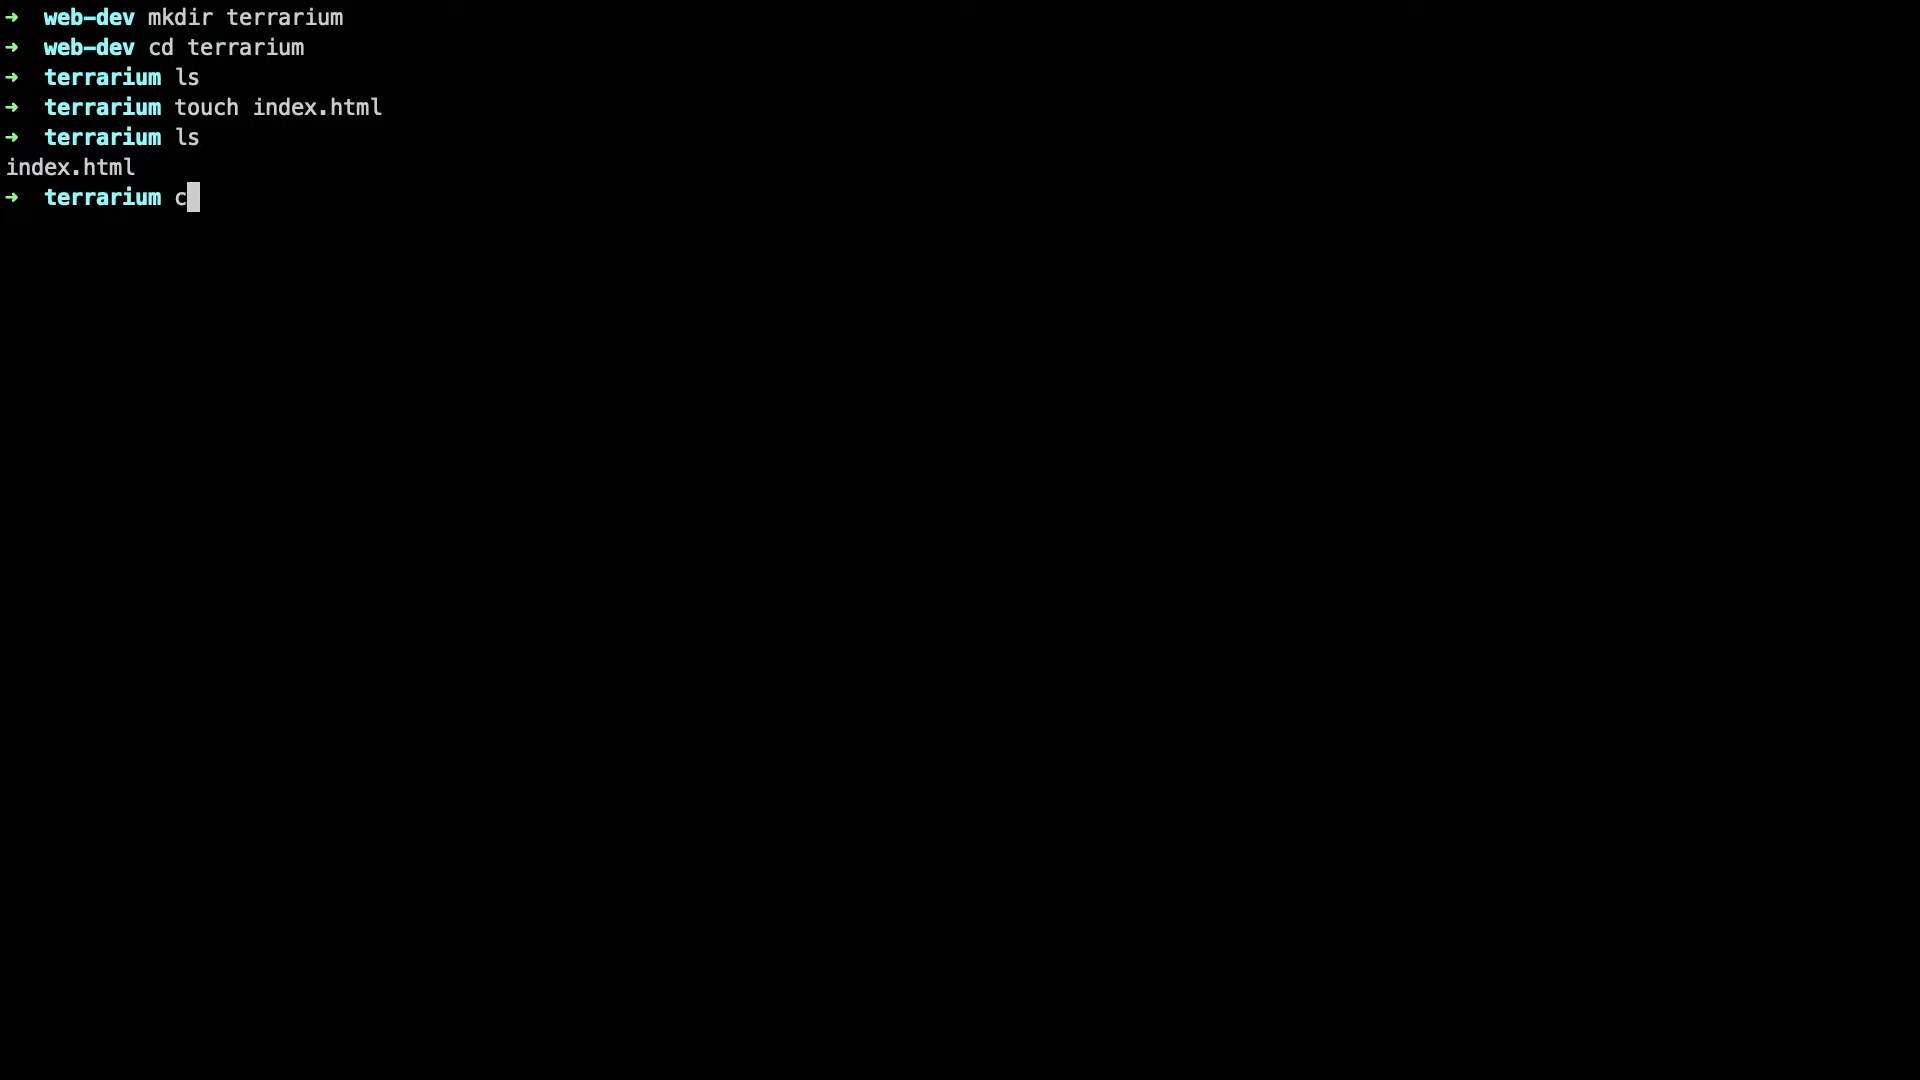 ➜ web-dev mkdir terrarium
➜ web-dev cd terrarium
➜ terrarium ls
➜ terrarium touch index.html
➜ terrarium ls
index.html
➜ terrarium c